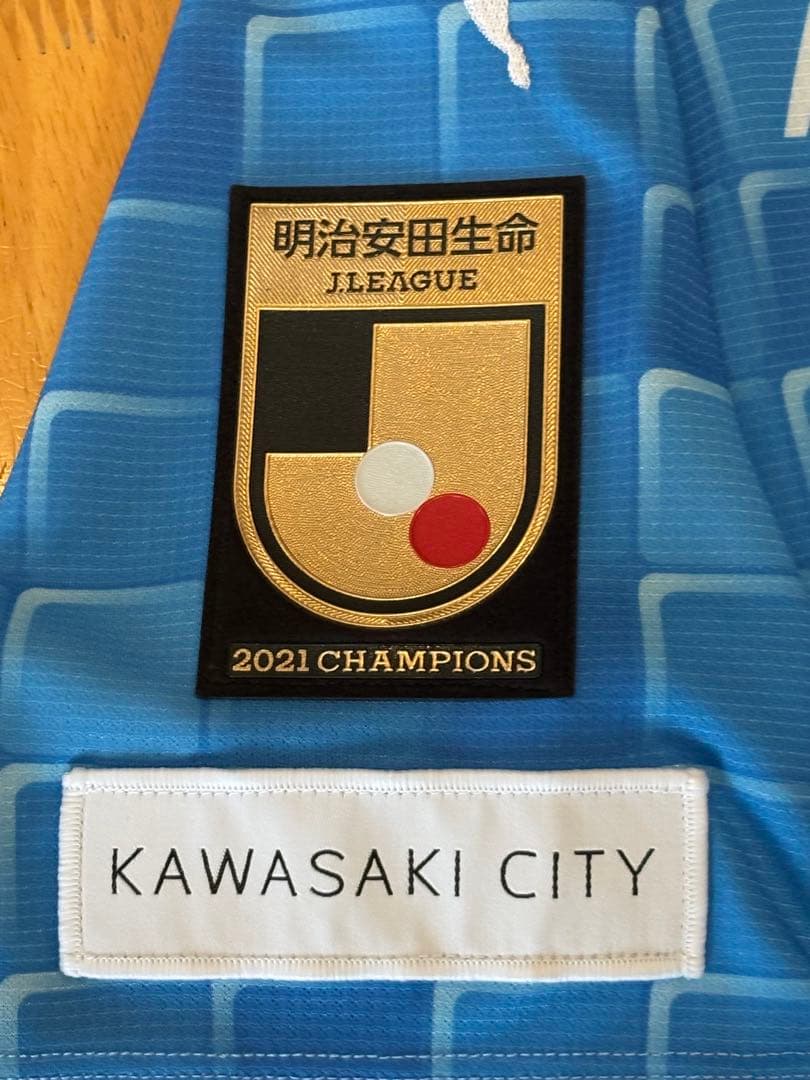 明治安田生命
J.LEAGUE
2021 CHAMPIONS
KAWASAKI CITY